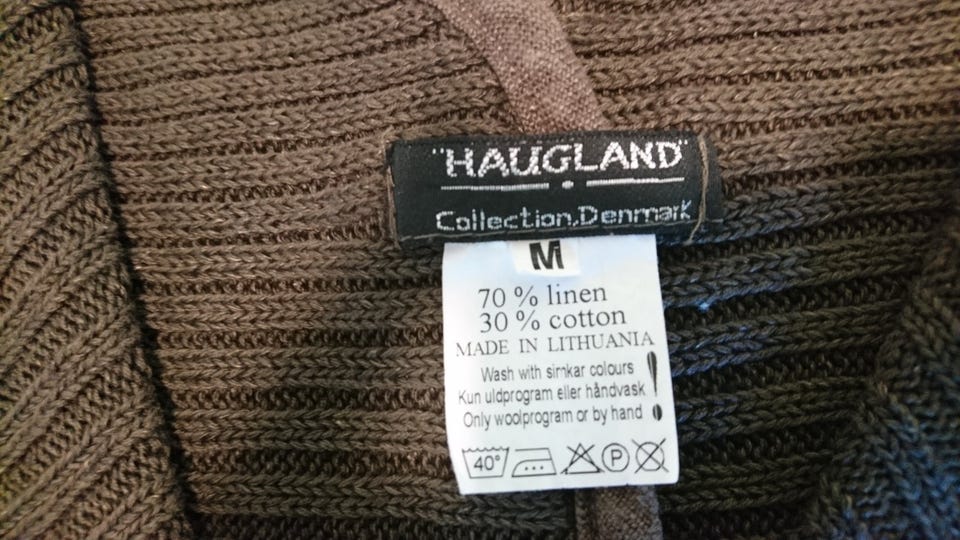 "HAUGLAND"
Collection.Denmark
M
70 % linen
30 % cotton
MADE IN LITHUANIA
Wash with simkar colours
Kun uldprogram eller håndvask
Only woolprogram or by hand !
40°
P